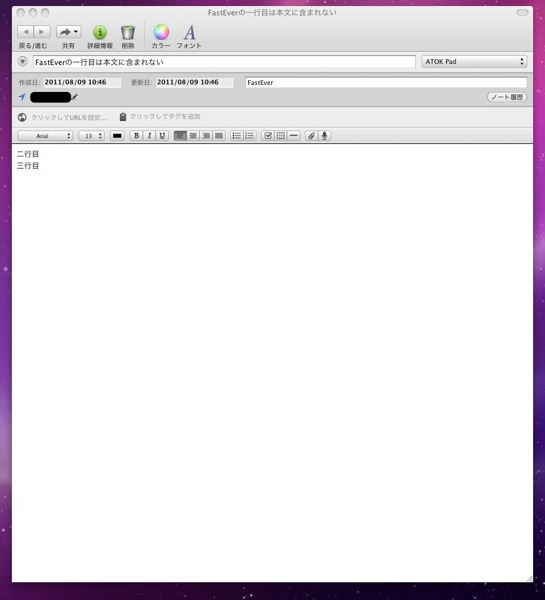 FastEverの一行目は本文に含まれない
戻る/進む 共有 詳細情報 削除 カラー フォント
FastEverの一行目は本文に含まれない ATOK Pad
作成日: 2011/08/09 10:46 更新日: 2011/08/09 10:46 FastEver
ノート履歴
クリックしてURLを設定... クリックしてタグを追加
Arial 13 B I U
二行目
三行目